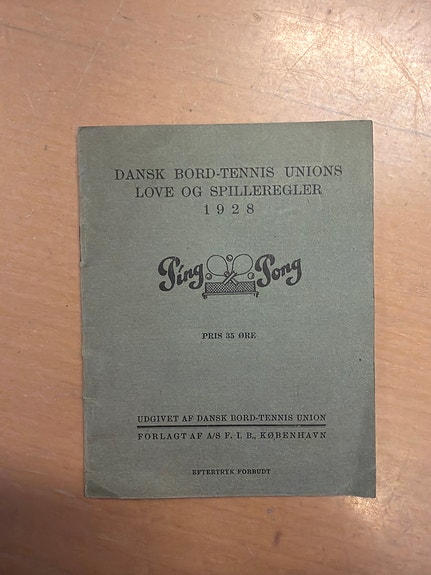 DANSK BORD-TENNIS UNIONS
LOVE OG SPILLEREGLER
1928
Ping Pong
PRIS 35 ØRE
UDGIVET AF DANSK BORD-TENNIS UNION
FORLAGT AF A/S F. I. B., KØBENHAVN
EFTERTRYK FORBUDT